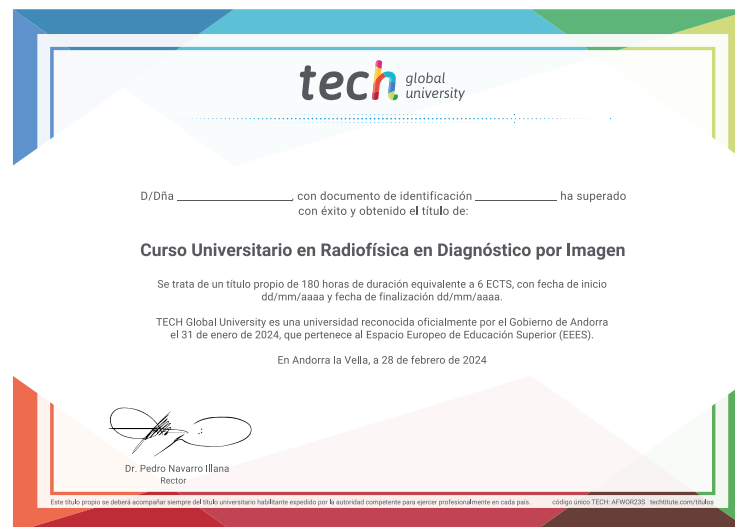 tech global university
D/Dña ____________, con documento de identificación ____________ ha superado
con éxito y obtenido el título de:
Curso Universitario en Radiofísica en Diagnóstico por Imagen
Se trata de un título propio de 180 horas de duración equivalente a 6 ECTS, con fecha de inicio
dd/mm/aaaa y fecha de finalización dd/mm/aaaa.
TECH Global University es una universidad reconocida oficialmente por el Gobierno de Andorra
el 31 de enero de 2024, que pertenece al Espacio Europeo de Educación Superior (EEES).
En Andorra la Vella, a 28 de febrero de 2024
Dr. Pedro Navarro Illana
Rector
Este título propio se deberá acompañar siempre del título universitario habilitante expedido por la autoridad competente para ejercer profesionalmente en cada país. código único TECH: AFWOR23S techtitute.com/titulos